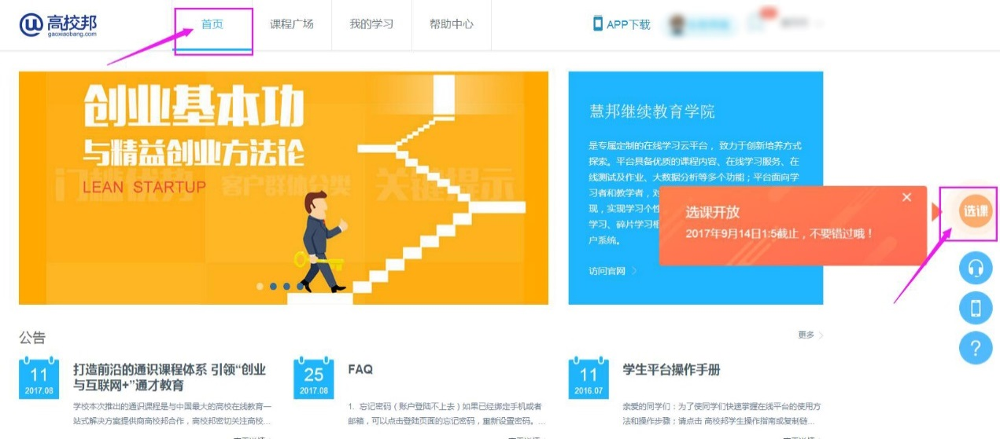 高校邦
gaoxiaobang.com
首页
课程广场
我的学习
帮助中心
APP下载
创业基本功
与精益创业方法论
LEAN STARTUP
客户群体分类
关键提示
慧邦继续教育学院
是专属定制的在线学习云平台，致力于创新培养方式
探索。平台具备优质的课程内容、在线学习服务、在
线测试及作业、大数据分析等多个功能；平台面向学
习者和教学者，对
现，实现学习个性
学习、碎片学习相
户系统。
访问官网
选课开放
2017年9月14日1:5截止，不要错过哦！
选课
公告
更多
11
2017.08
打造前沿的通识课程体系 引领“创业
与互联网+”通才教育
学校本次推出的通识课程是与中国最大的高校在线教育一
站式解决方案提供商高校邦合作，高校邦密切关注高校...
25
2017.08
FAQ
1. 忘记密码（账户登陆不上去）如果已经绑定手机或者
邮箱，可以点击登陆页面的忘记密码，重新设置密码。...
11
2016.07
学生平台操作手册
亲爱的同学们：为了使同学们快速掌握在线平台的使用方
法和操作步骤；请点击 高校邦学生操作指南或复制链...